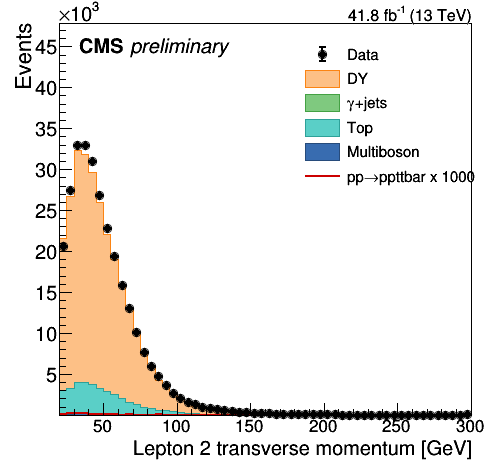 ×10³
41.8 fb⁻¹ (13 TeV)
CMS preliminary
Events
Data
DY
γ+jets
Top
Multiboson
pp→ppttbar x 1000
45
40
35
30
25
20
15
10
5
50 100 150 200 250 300
Lepton 2 transverse momentum [GeV]